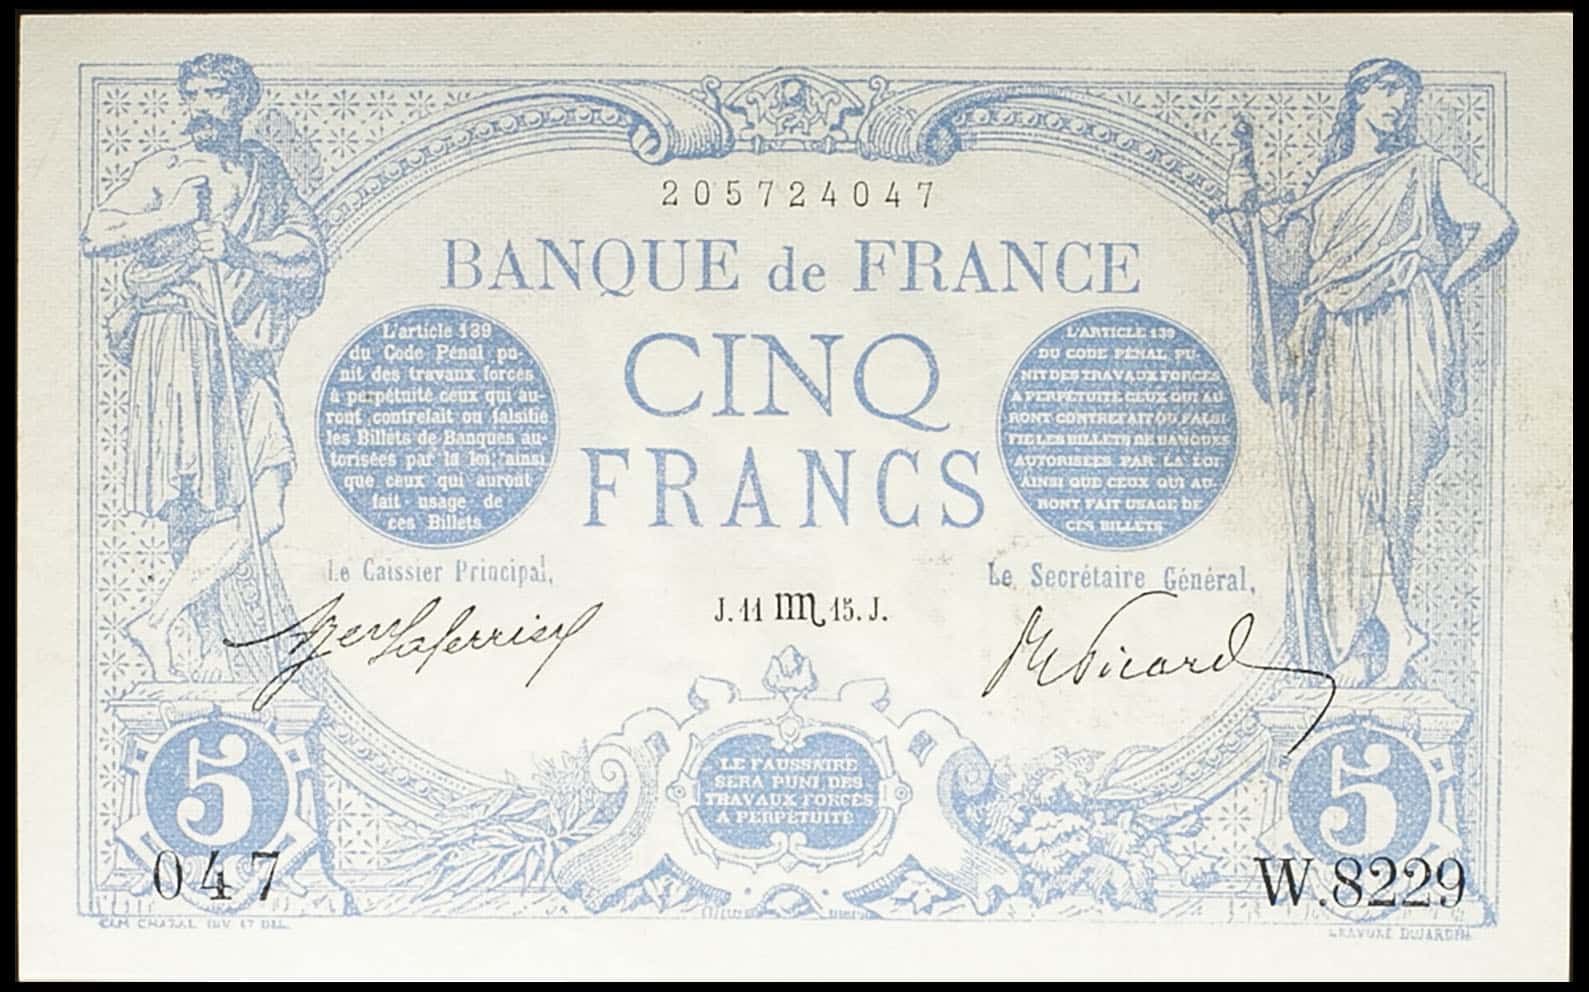 205724047
BANQUE de FRANCE
CINQ
FRANCS
L'article 139
du Code Pénal pu-
nit des travaux forcés
à perpétuité ceux qui au-
ront contrefait ou falsifié
les Billets de Banques au-
torisées par la loi, ainsi
que ceux qui auront
fait usage de
ces Billets
L'ARTICLE 139
DU CODE PÉNAL PU-
NIT DES TRAVAUX FORCÉS
A PERPÉTUITÉ CEUX QUI AU
RONT CONTREFAIT OU FALSI
FIE LES BILLETS DE BANQUES
AUTORISÉES PAR LA LOI
AINSI QUE CEUX QUI AU-
RONT FAIT USAGE DE
CES BILLETS
Le Caissier Principal,
J. 11 15. J.
Le Secrétaire Général,
Picard
LE FAUSSAIRE
SERA PUNI DES
TRAVAUX FORCÉS
A PERPÉTUITÉ
5
047
5
W.8229
GRAVURE DUJARDIN